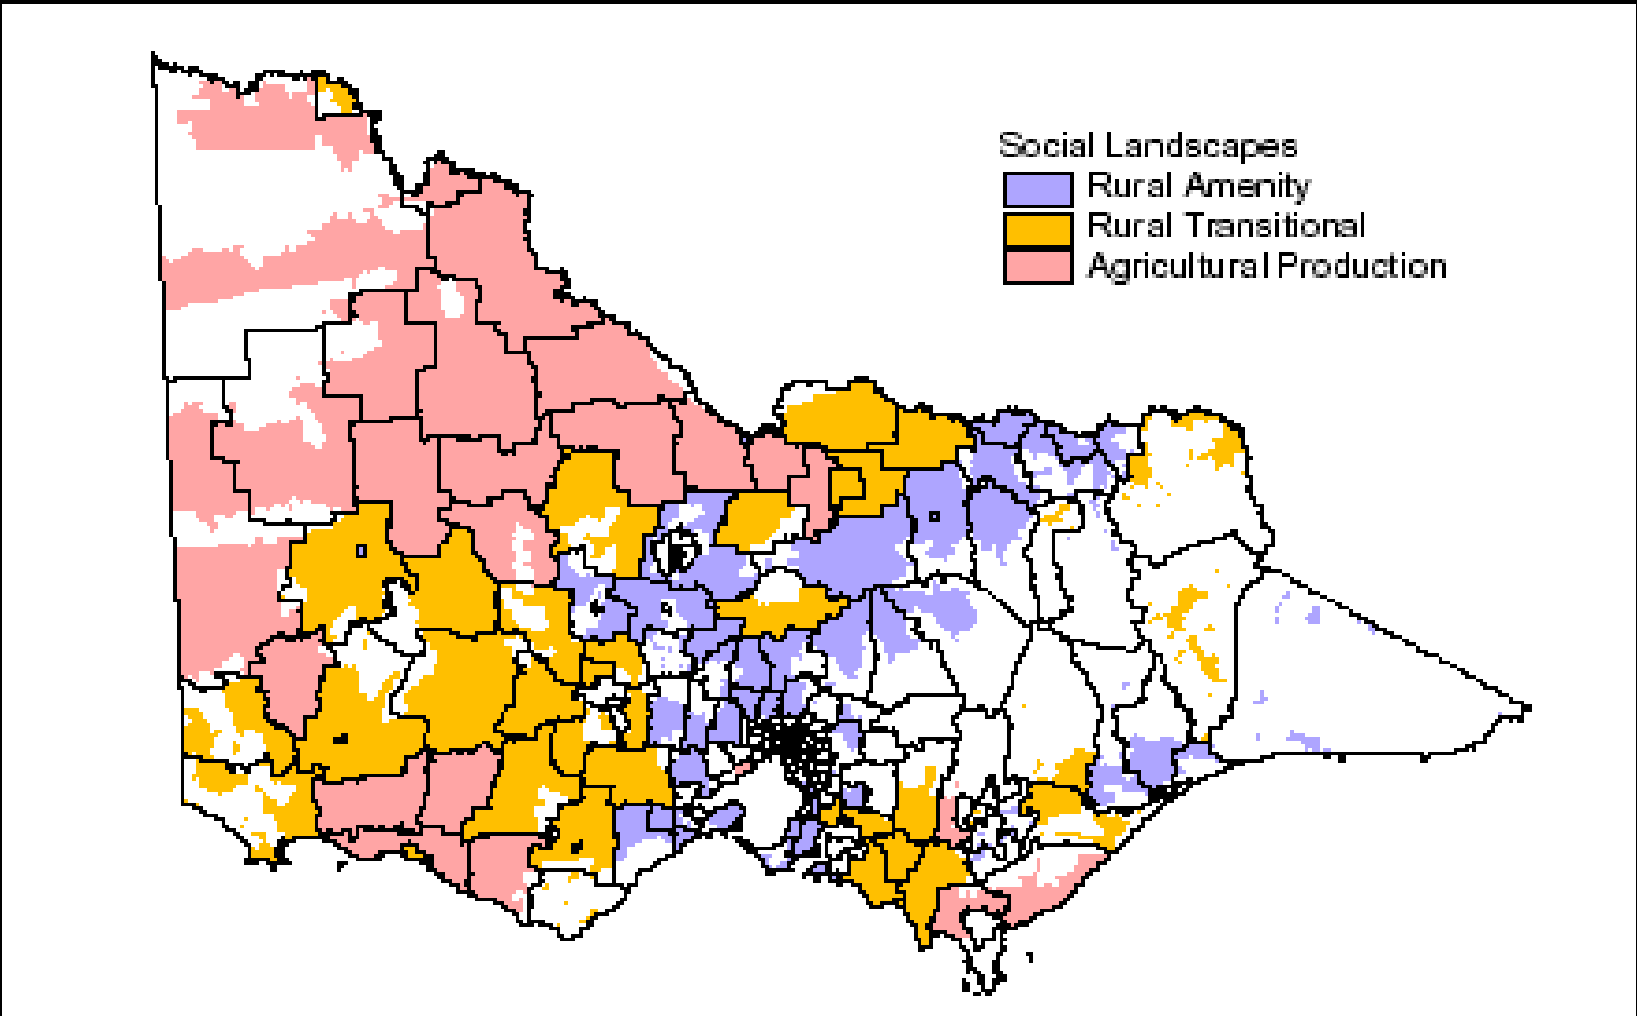 Social Landscapes
Rural Amenity
Rural Transitional
Agricultural Production